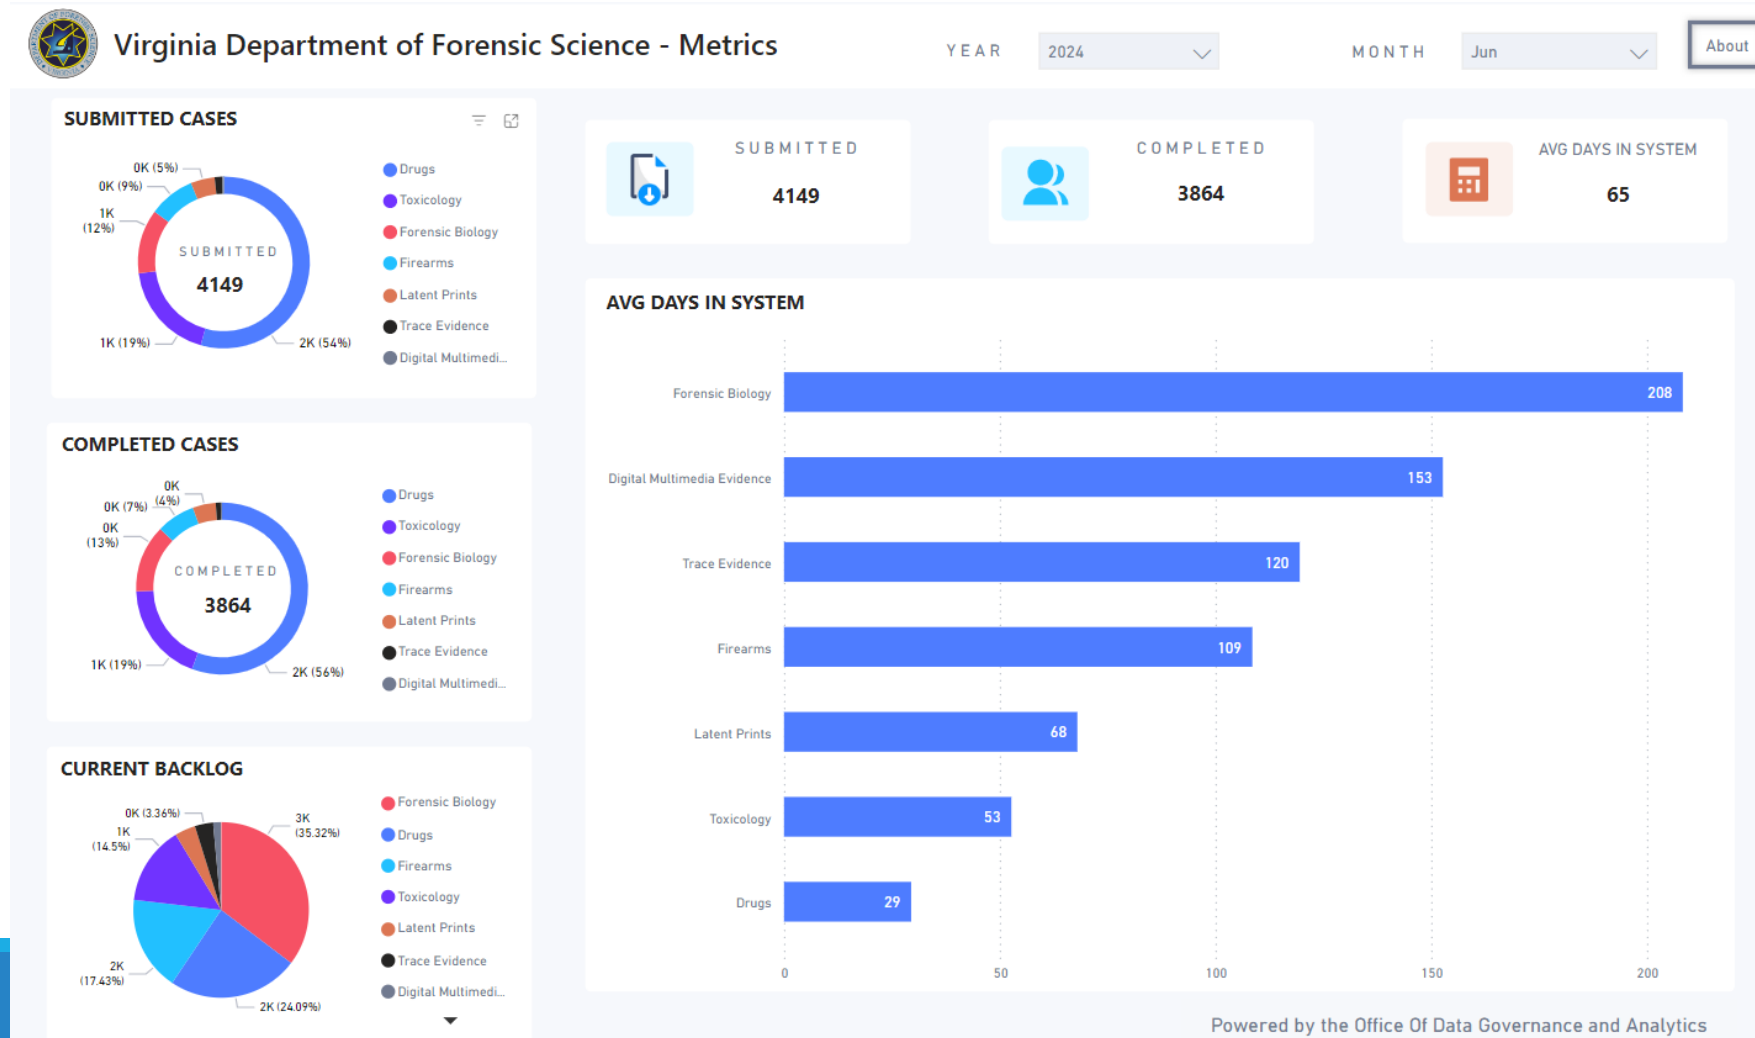 Virginia Department of Forensic Science - Metrics
YEAR
2024
MONTH
Jun
About
SUBMITTED CASES
0K (5%)
0K (9%)
1K
(12%)
1K (19%)
2K (54%)
SUBMITTED
4149
Drugs
Toxicology
Forensic Biology
Firearms
Latent Prints
Trace Evidence
Digital Multimedi...
SUBMITTED
4149
COMPLETED
3864
AVG DAYS IN SYSTEM
65
COMPLETED CASES
0K
(4%)
0K (7%)
0K
(13%)
1K (19%)
2K (56%)
COMPLETED
3864
Drugs
Toxicology
Forensic Biology
Firearms
Latent Prints
Trace Evidence
Digital Multimedi...
CURRENT BACKLOG
0K (3.36%)
1K
(14.5%)
2K
(17.43%)
2K (24.09%)
3K
(35.32%)
Forensic Biology
Drugs
Firearms
Toxicology
Latent Prints
Trace Evidence
Digital Multimedi...
AVG DAYS IN SYSTEM
Forensic Biology 208
Digital Multimedia Evidence 153
Trace Evidence 120
Firearms 109
Latent Prints 68
Toxicology 53
Drugs 29
0 50 100 150 200
Powered by the Office Of Data Governance and Analytics